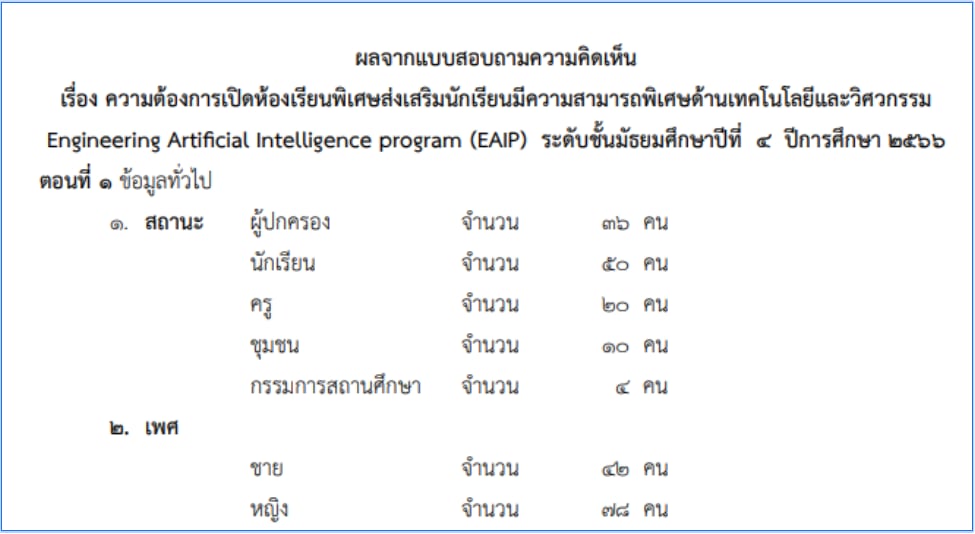 ผลจากแบบสอบถามความคิดเห็น
เรื่อง ความต้องการเปิดห้องเรียนพิเศษส่งเสริมนักเรียนมีความสามารถพิเศษด้านเทคโนโลยีและวิศวกรรม
Engineering Artificial Intelligence program (EAIP) ระดับชั้นมัธยมศึกษาปีที่ ๔ ปีการศึกษา ๒๕๖๖
ตอนที่ ๑ ข้อมูลทั่วไป
๑. สถานะ ผู้ปกครอง จำนวน ๓๖ คน
นักเรียน จำนวน ๕๐ คน
ครู จำนวน ๒๐ คน
ชุมชน จำนวน ๑๐ คน
กรรมการสถานศึกษา จำนวน ๔ คน
๒. เพศ
ชาย จำนวน ๔๒ คน
หญิง จำนวน ๗๘ คน